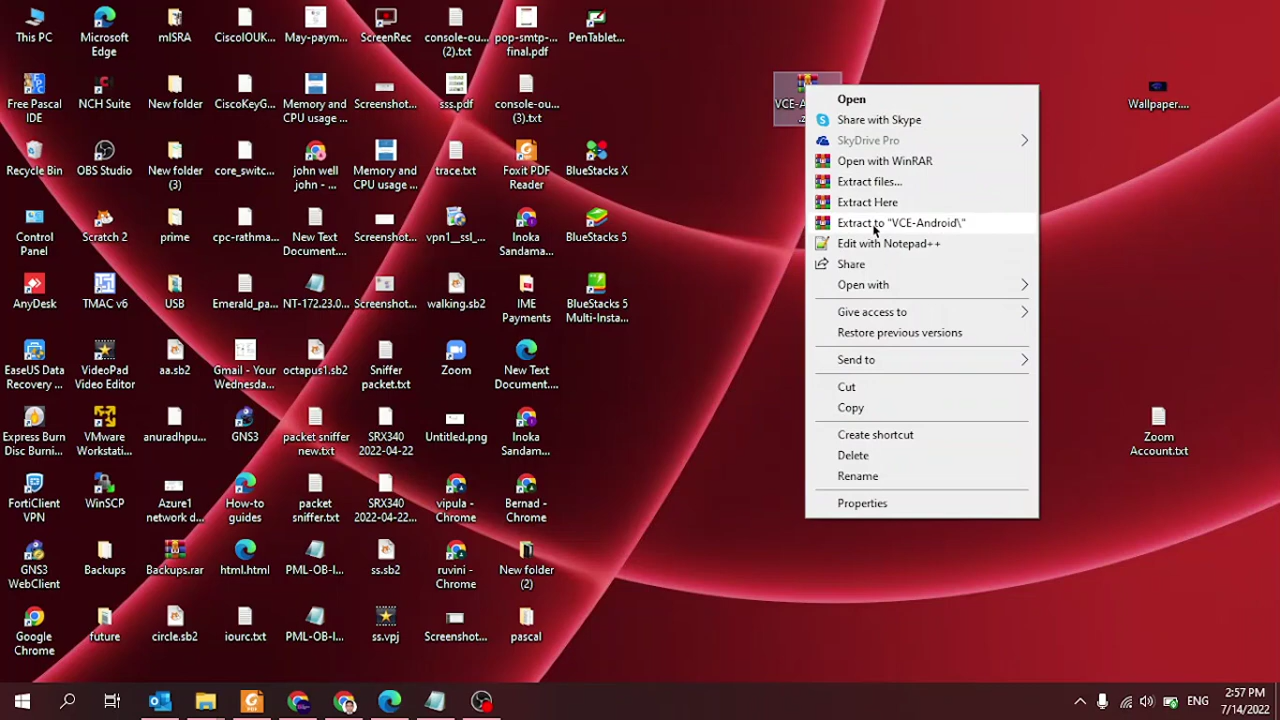 This PC
Microsoft
Edge
mISRA
CiscoIOUK...
May-paym...
ScreenRec
console-ou...
(2).txt
pop-smtp-...
final.pdf
PenTablet...
Free Pascal
IDE
NCH Suite
New folder
CiscoKeyG...
Memory and
CPU usage ...
Screenshot...
sss.pdf
console-ou...
(3).txt
Wallpaper....
Recycle Bin
OBS Studio
New folder
(3)
core_switc...
john well
john - ...
Memory and
CPU usage ...
trace.txt
Foxit PDF
Reader
BlueStacks X
Control
Panel
Scratch
prime
cpc-rathma...
New Text
Document....
Screenshot...
vpn1__ssl_...
Inoka
Sandama...
BlueStacks 5
AnyDesk
TMAC v6
USB
Emerald_pa...
NT-172.23.0...
Screenshot...
walking.sb2
IME
Payments
BlueStacks 5
Multi-Insta...
EaseUS Data
Recovery ...
VideoPad
Video Editor
aa.sb2
Gmail - Your
Wednesda...
octapus1.sb2
Sniffer
packet.txt
Zoom
New Text
Document....
Express Burn
Disc Burni...
VMware
Workstati...
anuradhpu...
GNS3
packet sniffer
new.txt
SRX340
2022-04-22
Untitled.png
Inoka
Sandam...
Zoom
Account.txt
FortiClient
VPN
WinSCP
Azure1
network d...
How-to
guides
packet
sniffer.txt
SRX340
2022-04-22...
vipula -
Chrome
Bernad -
Chrome
GNS3
WebClient
Backups
Backups.rar
html.html
PML-OB-I...
ss.sb2
ruvini -
Chrome
New folder
(2)
Google
Chrome
future
circle.sb2
iourc.txt
PML-OB-I...
ss.vpj
Screenshot...
pascal
Open
Share with Skype
SkyDrive Pro
Open with WinRAR
Extract files...
Extract Here
Extract to "VCE-Android\"
Edit with Notepad++
Share
Open with
Give access to
Restore previous versions
Send to
Cut
Copy
Create shortcut
Delete
Rename
Properties
ENG
2:57 PM
7/14/2022